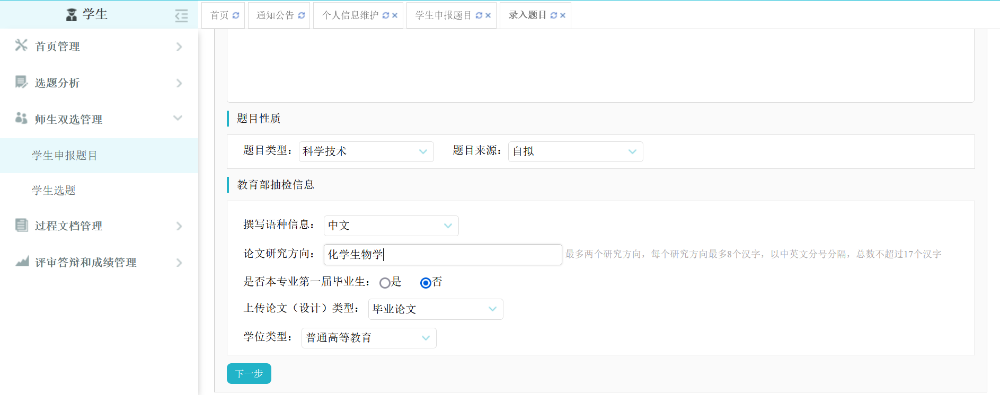 学生
首页
通知公告
个人信息维护
学生申报题目
录入题目
首页管理
选题分析
师生双选管理
学生申报题目
学生选题
过程文档管理
评审答辩和成绩管理
题目性质
题目类型： 科学技术 题目来源： 自拟
教育部抽检信息
撰写语种信息： 中文
论文研究方向： 化学生物学 最多两个研究方向，每个研究方向最多8个汉字，以中英文分号分隔，总数不超过17个汉字
是否本专业第一届毕业生： 是 否
上传论文（设计）类型： 毕业论文
学位类型： 普通高等教育
下一步